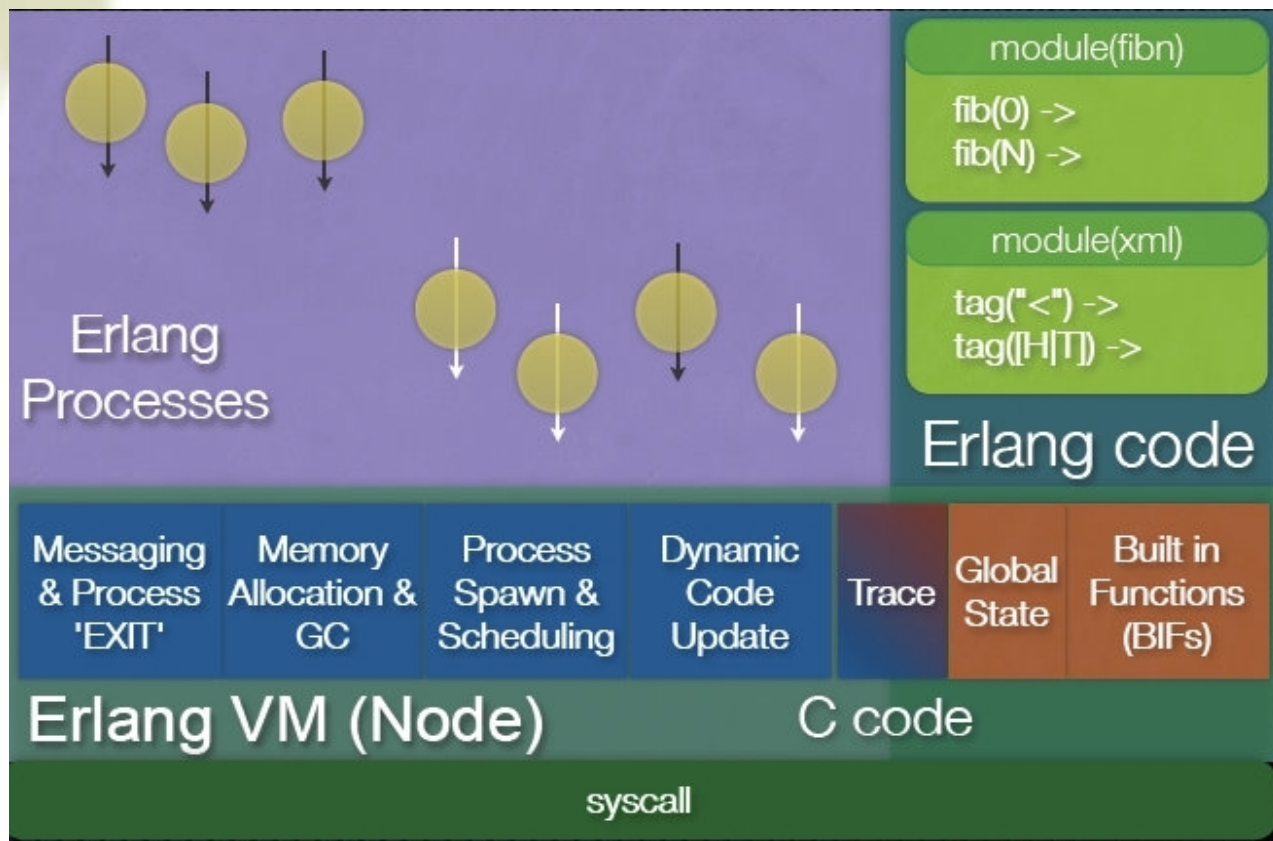 module(fibn)
fib(0) ->
fib(N) ->
module(xml)
tag("<") ->
tag([H|T]) ->
Erlang
Processes
Erlang code
Messaging
& Process
'EXIT'
Memory
Allocation &
GC
Process
Spawn &
Scheduling
Dynamic
Code
Update
Trace
Global
State
Built in
Functions
(BIFs)
Erlang VM (Node)
C code
syscall